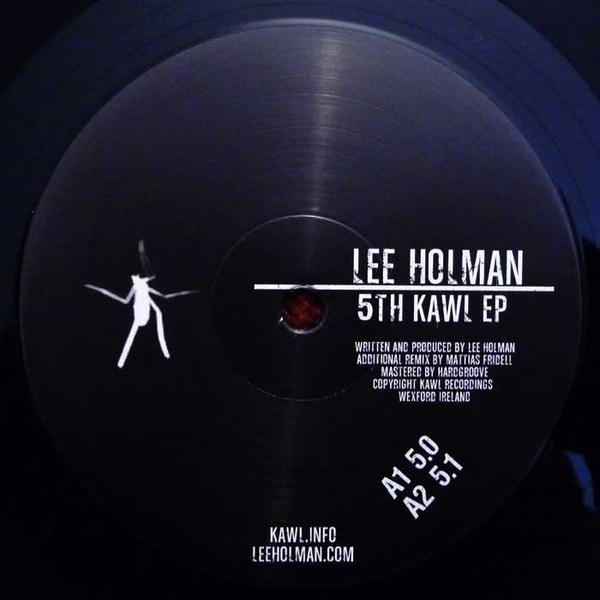 LEE HOLMAN
5TH KAWL EP
WRITTEN AND PRODUCED BY LEE HOLMAN
ADDITIONAL REMIX BY MATTIAS FRIDELL
MASTERED BY HARDGROOVE
COPYRIGHT KAWL RECORDINGS
WEXFORD IRELAND
A1 5.0
A2 5.1
KAWL.INFO
LEEHOLMAN.COM